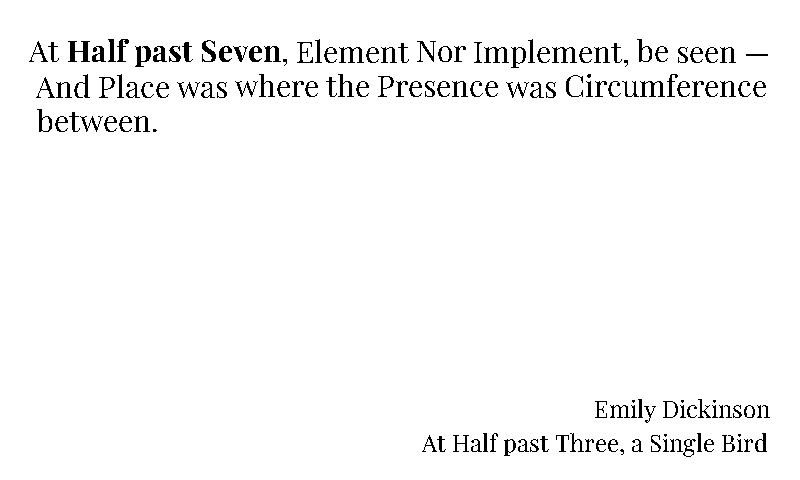 At Half past Seven, Element Nor Implement, be seen —
And Place was where the Presence was Circumference
between.
Emily Dickinson
At Half past Three, a Single Bird